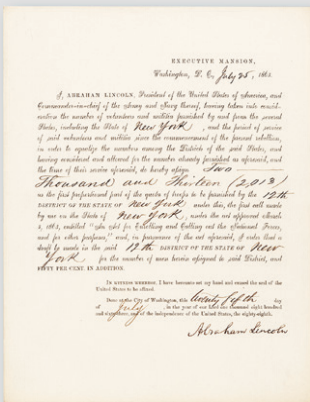 EXECUTIVE MANSION,
Washington, D. C., July 25, 1863.
I, ABRAHAM LINCOLN, President of the United States of America, and
Commander-in-chief of the Army and Navy thereof, having taken into consid-
eration the number of volunteers and militia furnished by and from the several
States, including the State of New York, and the period of service
of said volunteers and militia since the commencement of the present rebellion,
in order to equalize the numbers among the Districts of the said States, and
having considered and allowed for the number already furnished as aforesaid, and
the time of their service aforesaid, do hereby assign Two
Thousand and Thirteen (2,013)
as the first proportional part of the quota of troops to be furnished by the 12th
DISTRICT OF THE STATE OF New York under this, the first call made
by me on the State of New York, under the act approved March
3, 1863, entitled "An Act for Enrolling and Calling out the National Forces,
and for other purposes," and, in pursuance of the act aforesaid, I order that a
draft be made in the said 12th DISTRICT OF THE STATE OF New
York for the number of men herein assigned to said District, and
FIFTY PER CENT. IN ADDITION.
IN WITNESS WHEREOF, I have hereunto set my hand and caused the seal of the
United States to be affixed.
Done at the City of Washington, this twenty fifth day
of July, in the year of our Lord one thousand eight hundred
and sixty-three, and of the independence of the United States, the eighty-eighth.
Abraham Lincoln